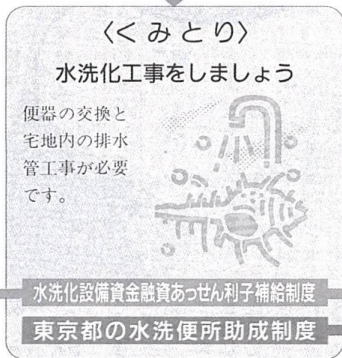 〈くみとり〉
水洗化工事をしましょう
便器の交換と
宅地内の排水
管工事が必要
です。
水洗化設備資金融資あっせん利子補給制度
東京都の水洗便所助成制度